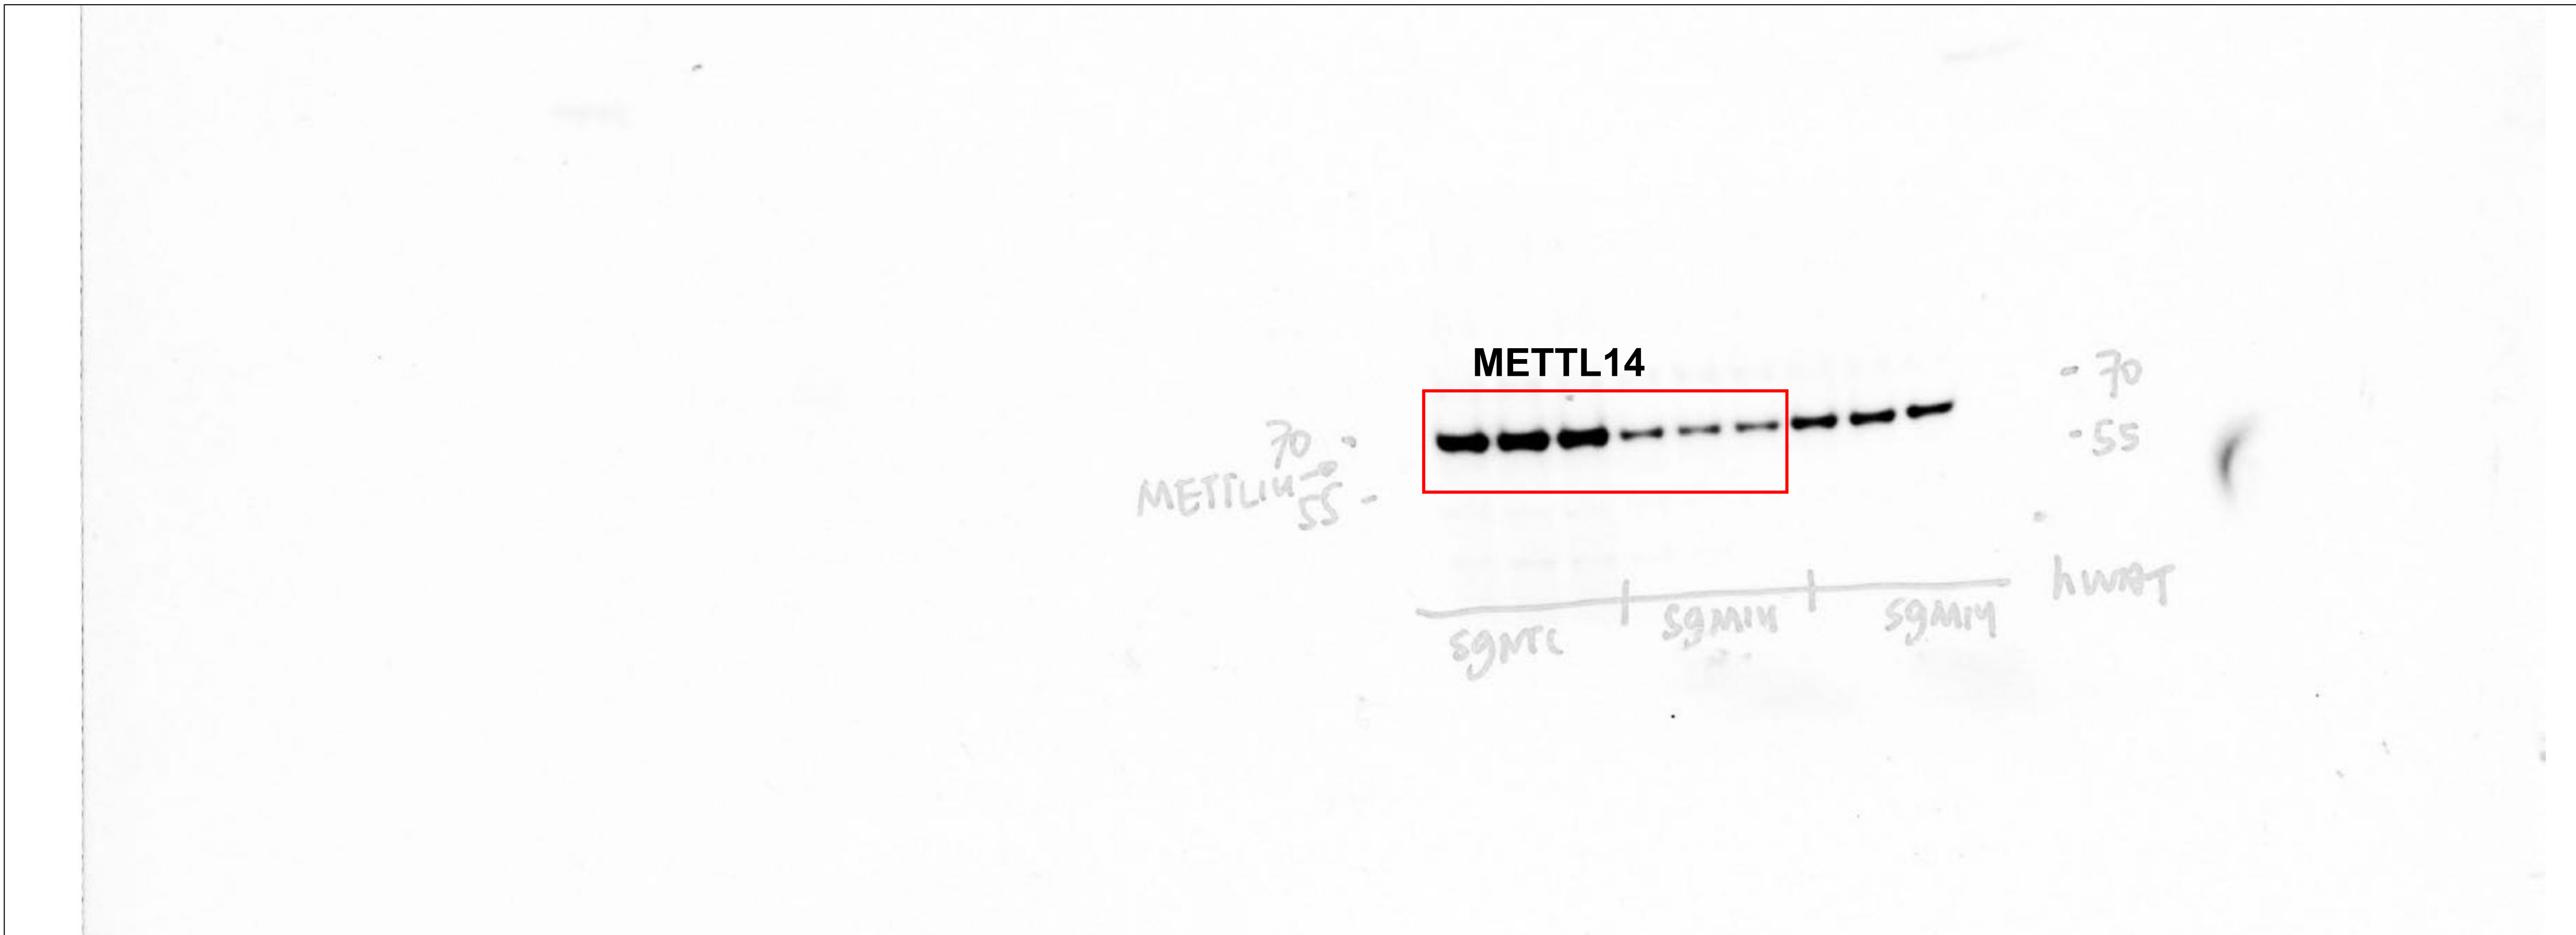 METTL14
- 70
70 -
- 55
METTL14 -
55 -
hWAT
sgNTC
sgM14
sgM14